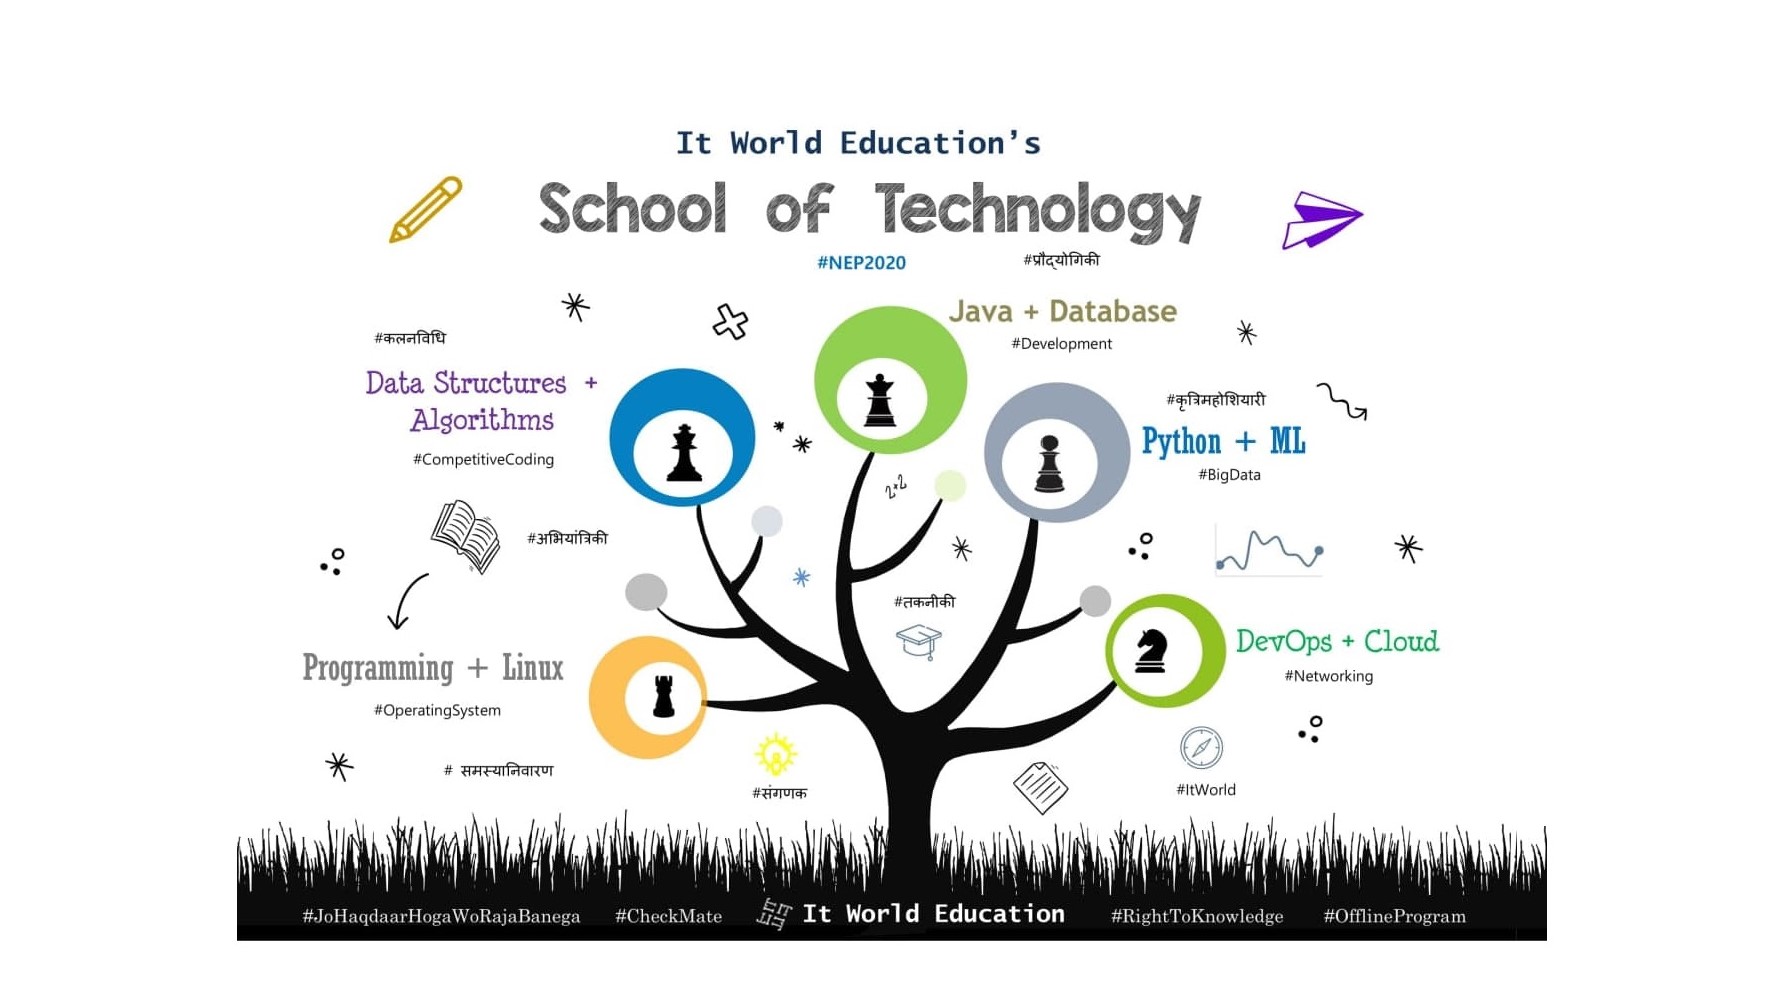 It World Education's
School of Technology
#NEP2020
#प्रौद्योगिकी
Java + Database
#Development
#कलनविधि
Data Structures +
Algorithms
#CompetitiveCoding
#कृत्रिमहोशियारी
Python + ML
#BigData
2x2
#अभियांत्रिकी
#तकनीकी
DevOps + Cloud
#Networking
Programming + Linux
#OperatingSystem
# समस्यानिवारण
#संगणक
#ItWorld
#JoHaqdaarHogaWoRajaBanega #CheckMate It World Education #RightToKnowledge #OfflineProgram